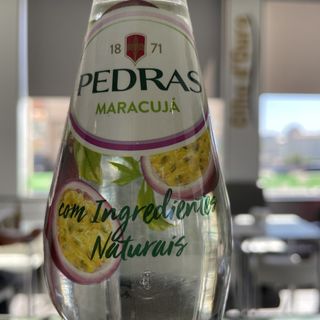 18 71
PEDRAS
MARACUJÁ
com Ingredientes
Naturais